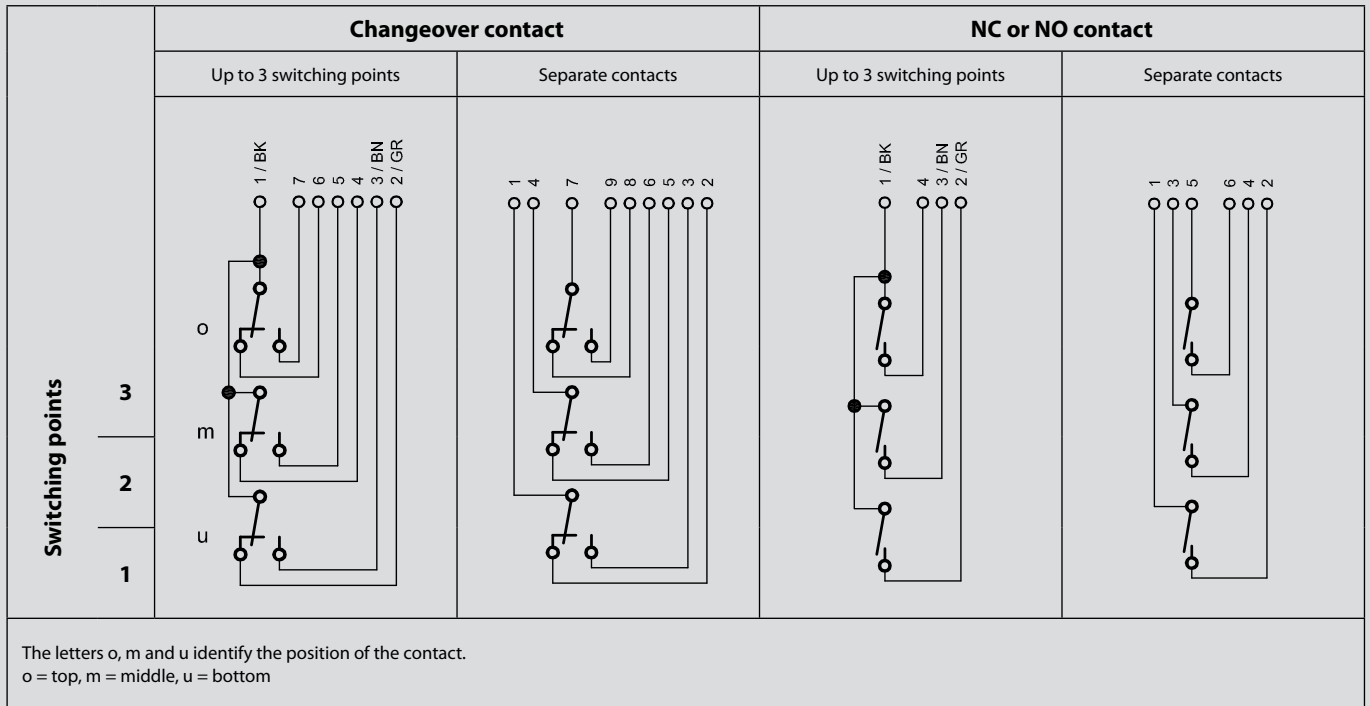 Changeover contact
NC or NO contact
Up to 3 switching points
Separate contacts
Up to 3 switching points
Separate contacts
1 / BK
7
6
5
4
3 / BN
2 / GR
1
4
7
9
8
6
5
3
2
1 / BK
4
3 / BN
2 / GR
1
3
5
6
4
2
Switching points
3
2
1
o
m
u
The letters o, m and u identify the position of the contact.
o = top, m = middle, u = bottom